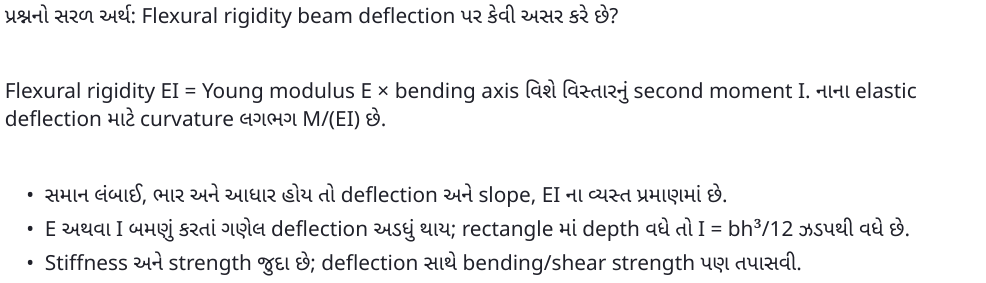 પ્રશ્નનો સરળ અર્થ: Flexural rigidity beam deflection પર કેવી અસર કરે છે?
Flexural rigidity EI = Young modulus E × bending axis વિશે વિસ્તારનું second moment I. નાના elastic
deflection માટે curvature લગભગ M/(EI) છે.
• સમાન લંબાઈ, ભાર અને આધાર હોય તો deflection અને slope, EI ના વ્યસ્ત પ્રમાણમાં છે.
• E અથવા I બમણું કરતાં ગણેલ deflection અડધું થાય; rectangle માં depth વધે તો I = bh³/12 ઝડપથી વધે છે.
• Stiffness અને strength જુદા છે; deflection સાથે bending/shear strength પણ તપાસવી.